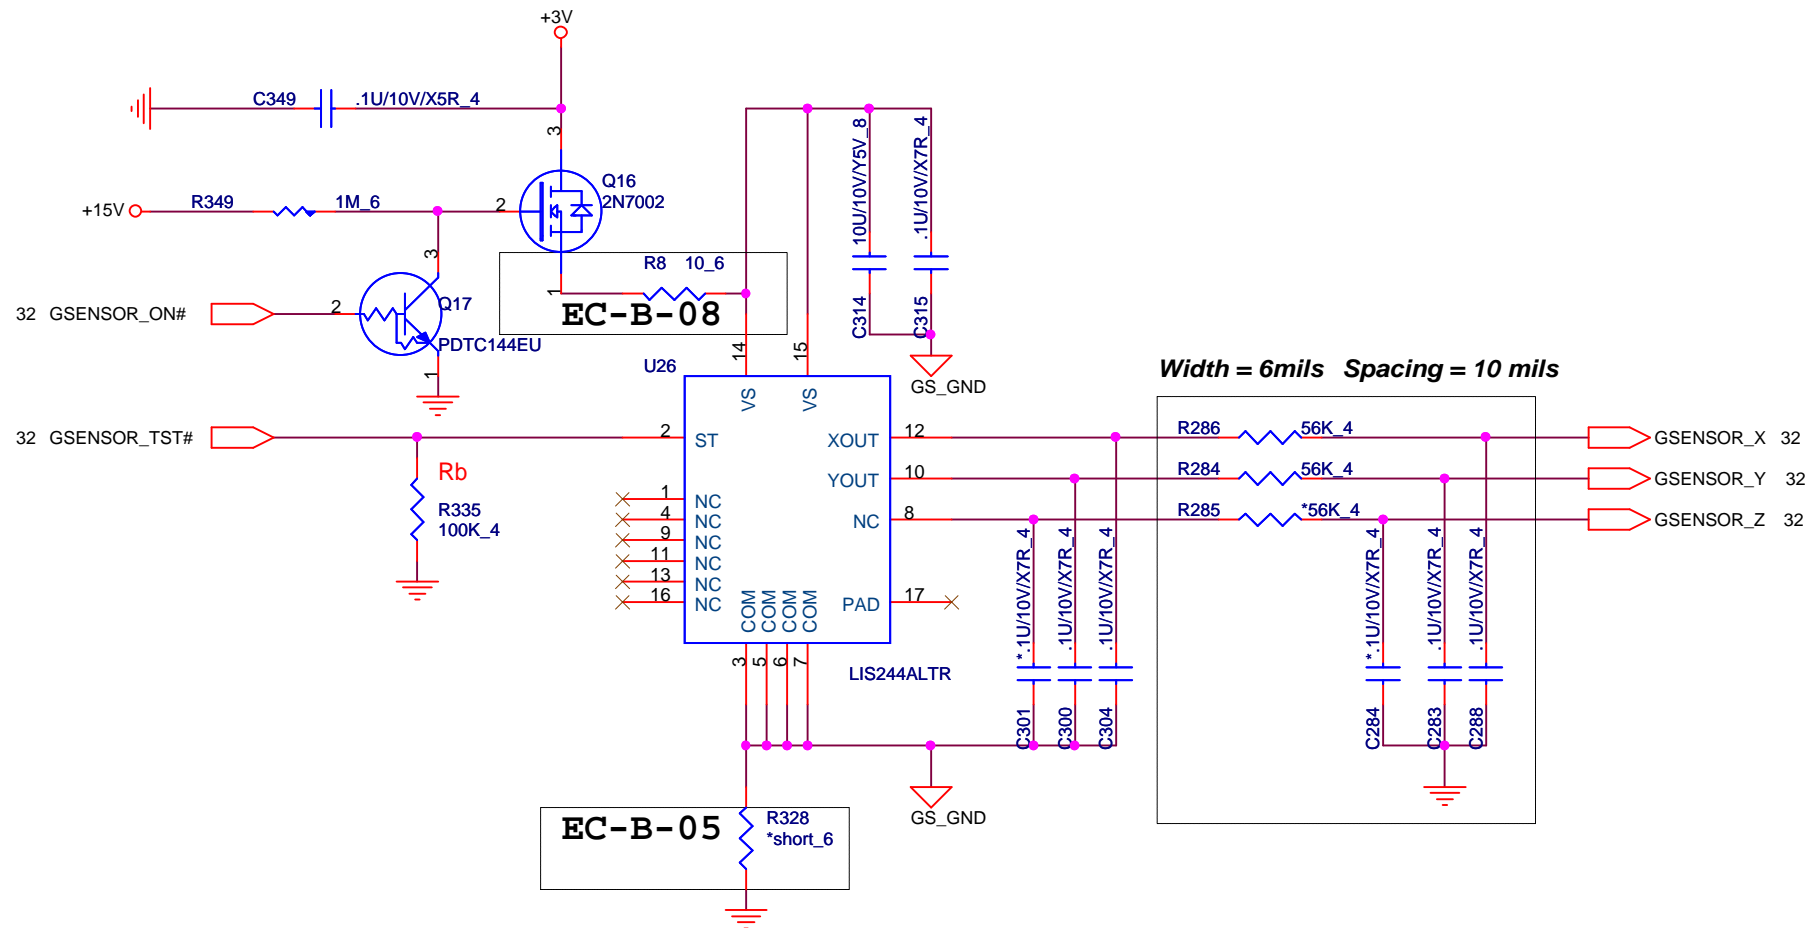 +3V
C349 .1U/10V/X5R_4
3
+15V R349 1M_6 2
Q16
2N7002
3
1
R8 10_6
EC-B-08
10U/10V/Y5V_8
.1U/10V/X7R_4
C314
C315
GS_GND
32 GSENSOR_ON# 2
Q17
PDTC144EU
1
14
15
U26
VS
VS
Width = 6mils Spacing = 10 mils
32 GSENSOR_TST# 2 ST
XOUT 12 R286 56K_4 GSENSOR_X 32
YOUT 10 R284 56K_4 GSENSOR_Y 32
NC 8 R285 *56K_4 GSENSOR_Z 32
Rb
R335
100K_4
1 NC
4 NC
9 NC
11 NC
13 NC
16 NC
PAD 17
COM
COM
COM
COM
3
5
6
7
LIS244ALTR
*.1U/10V/X7R_4
.1U/10V/X7R_4
.1U/10V/X7R_4
C301
C300
C304
*.1U/10V/X7R_4
.1U/10V/X7R_4
.1U/10V/X7R_4
C284
C283
C288
GS_GND
EC-B-05
R328
*short_6